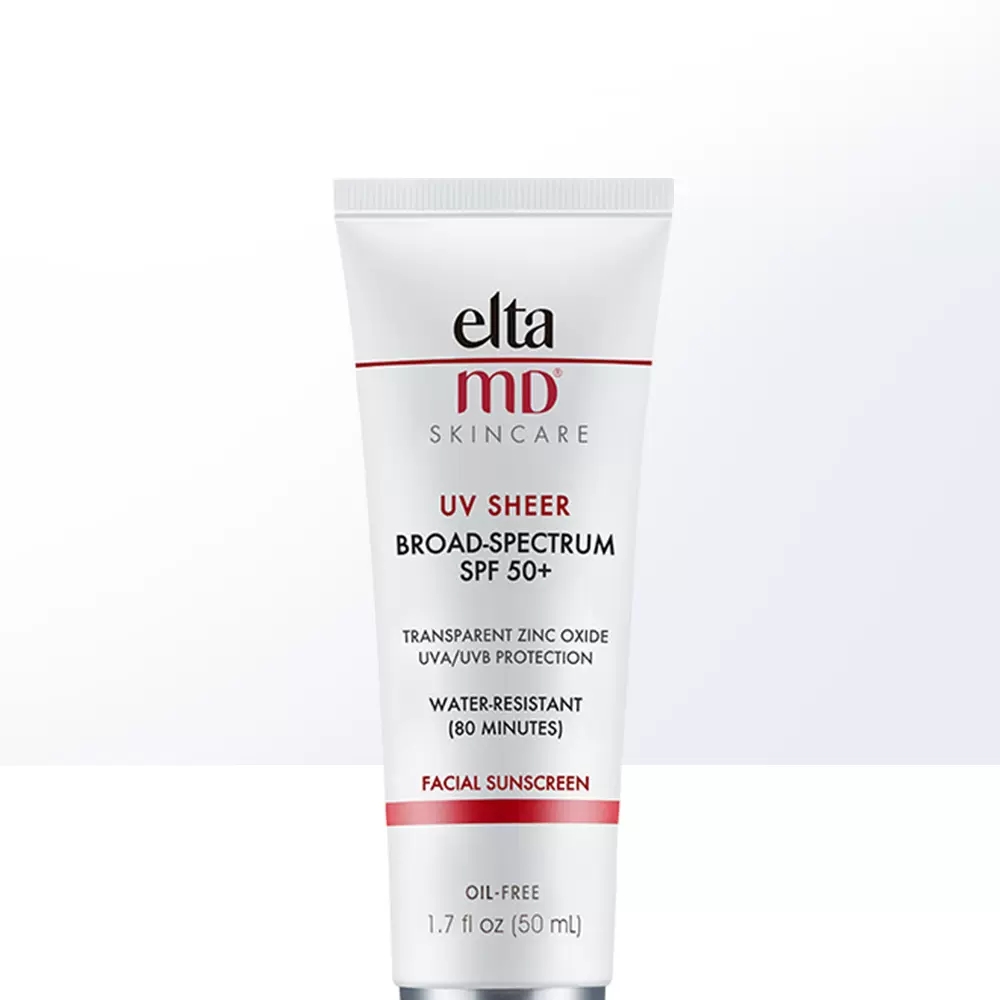 elta
MD®
SKINCARE
UV SHEER
BROAD-SPECTRUM
SPF 50+
TRANSPARENT ZINC OXIDE
UVA/UVB PROTECTION
WATER-RESISTANT
(80 MINUTES)
FACIAL SUNSCREEN
OIL-FREE
1.7 fl oz (50 mL)